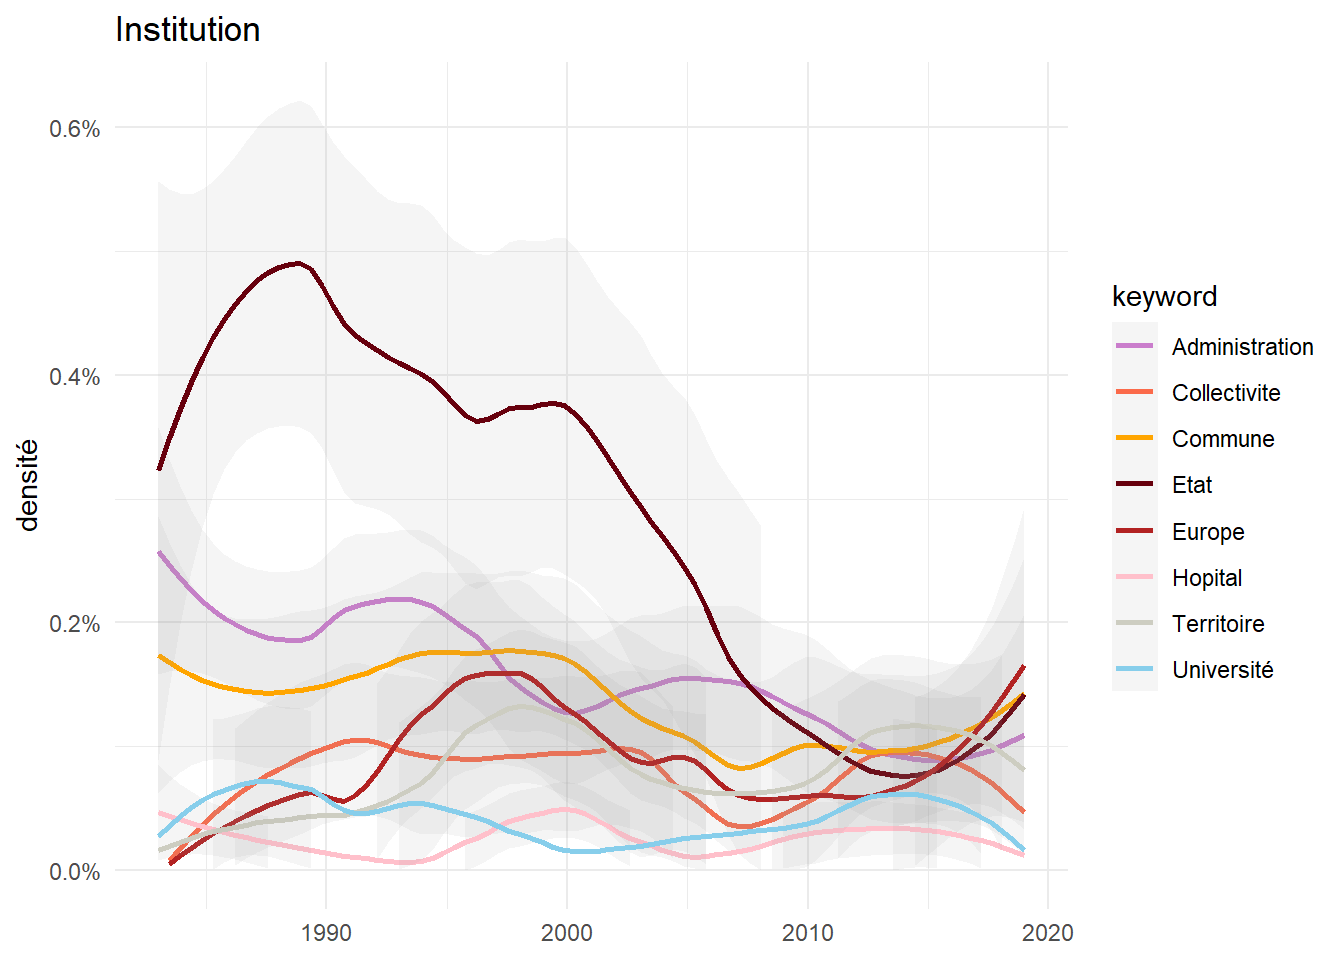 Institution
0.6%
0.4%
0.2%
0.0%
densité
1990
2000
2010
2020
keyword
Administration
Collectivite
Commune
Etat
Europe
Hopital
Territoire
Université